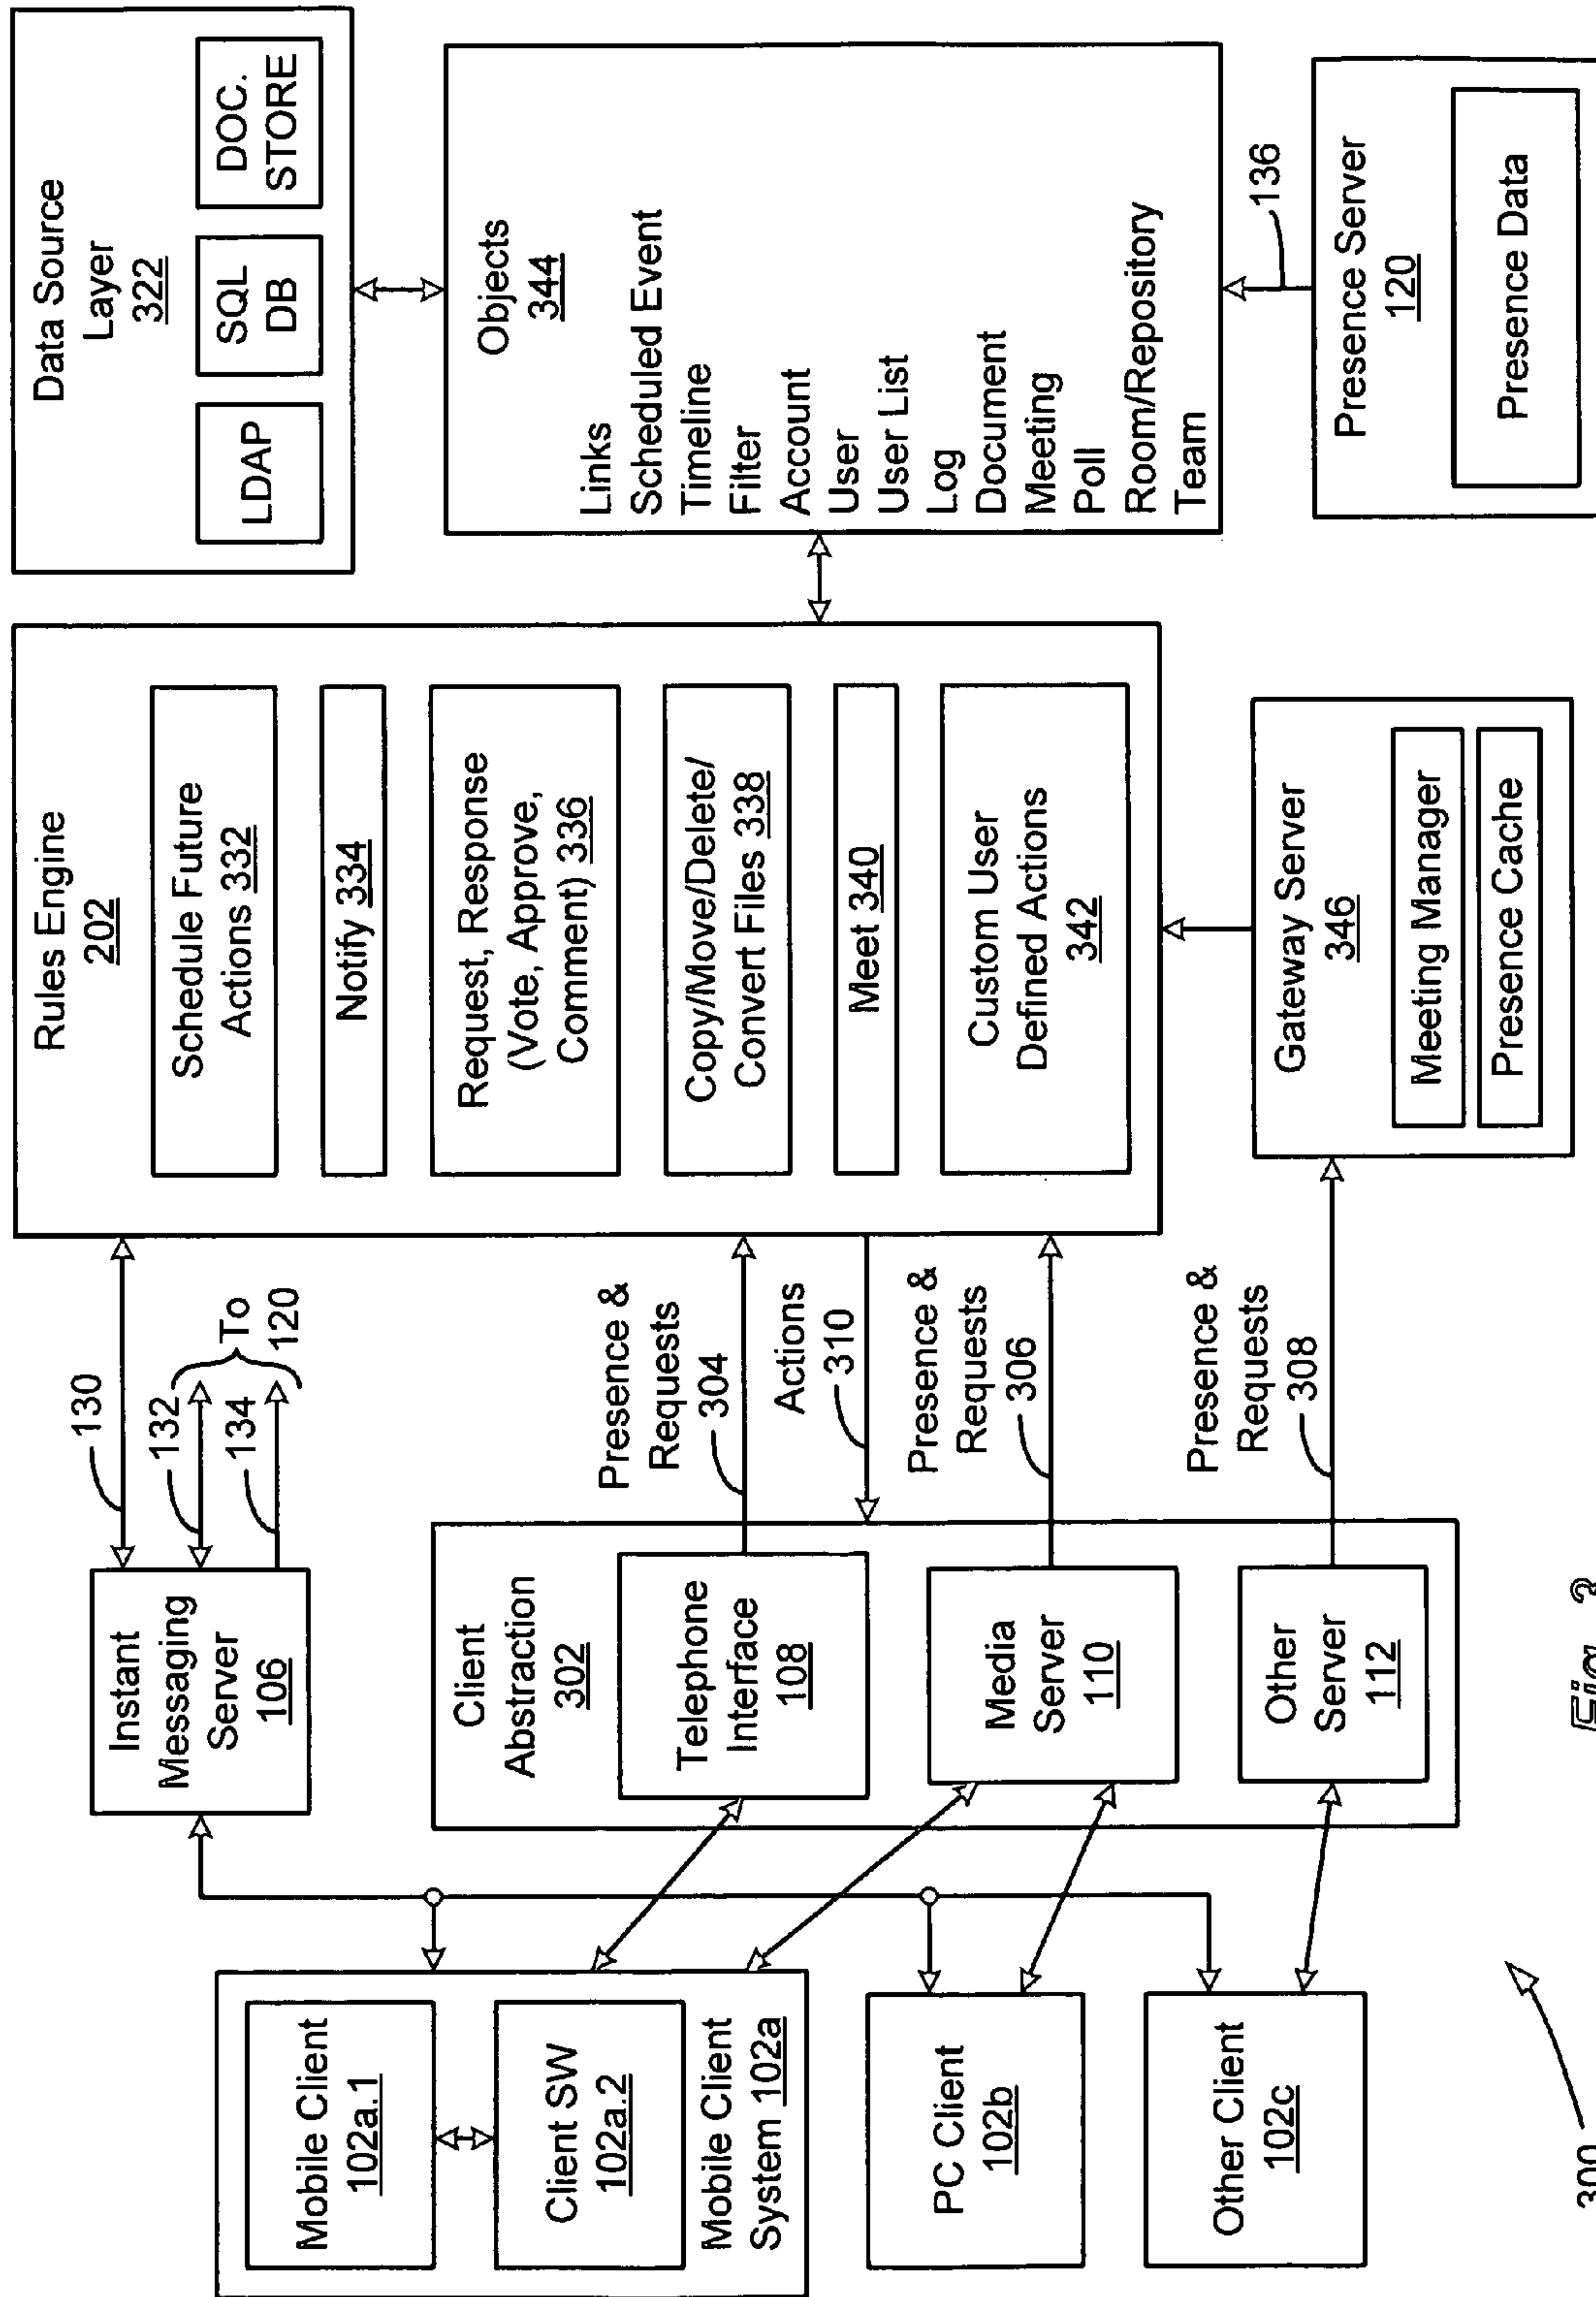 Mobile Client
102a.1
Client SW
102a.2
Mobile Client
System 102a
PC Client
102b
Other Client
102c
300
Instant
Messaging
Server
106
130
132
134
To
120
Client
Abstraction
302
Telephone
Interface
108
Media
Server
110
Other
Server
112
Presence &
Requests
304
Actions
310
Presence &
Requests
306
Presence &
Requests
308
Rules Engine
202
Schedule Future
Actions 332
Notify 334
Request, Response
(Vote, Approve,
Comment) 336
Copy/Move/Delete/
Convert Files 338
Meet 340
Custom User
Defined Actions
342
Gateway Server
346
Meeting Manager
Presence Cache
Data Source
Layer
322
LDAP
SQL
DB
DOC.
STORE
Objects
344
Links
Scheduled Event
Timeline
Filter
Account
User
User List
Log
Document
Meeting
Poll
Room/Repository
Team
136
Presence Server
120
Presence Data